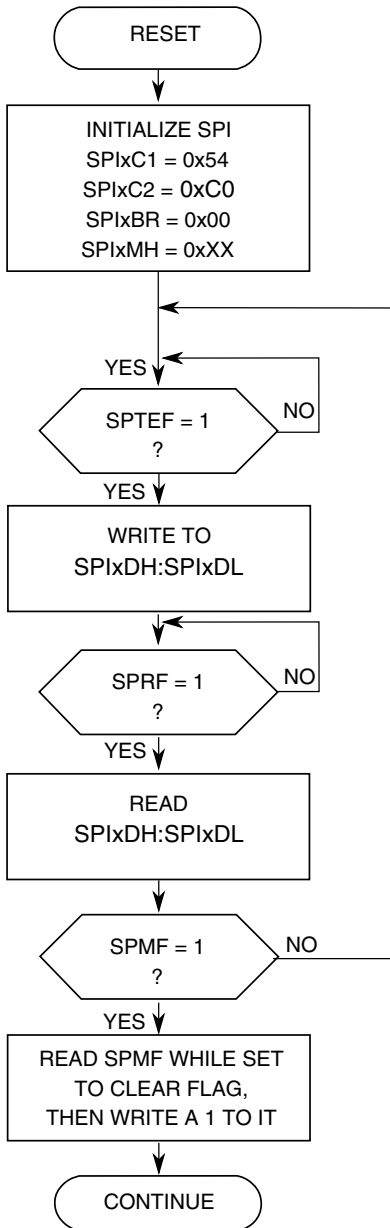 RESET
INITIALIZE SPI
SPIxC1 = 0x54
SPIxC2 = 0xC0
SPIxBR = 0x00
SPIxMH = 0xXX
YES
SPTEF = 1
?
NO
YES
WRITE TO
SPIxDH:SPIxDL
SPRF = 1
?
NO
YES
READ
SPIxDH:SPIxDL
SPMF = 1
?
NO
YES
READ SPMF WHILE SET
TO CLEAR FLAG,
THEN WRITE A 1 TO IT
CONTINUE